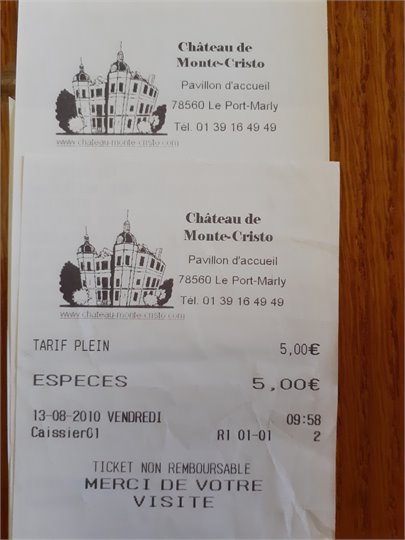 Château de
Monte-Cristo
Pavillon d'accueil
78560 Le Port-Marly
Tél. 01 39 16 49 49
www.chateau-monte-cristo.com
Château de
Monte-Cristo
Pavillon d'accueil
78560 Le Port-Marly
Tél. 01 39 16 49 49
www.chateau-monte-cristo.com
TARIF PLEIN 5,00€
ESPECES 5,00€
13-08-2010 VENDREDI 09:58
Caissier01 R1 01-01 2
TICKET NON REMBOURSABLE
MERCI DE VOTRE
VISITE